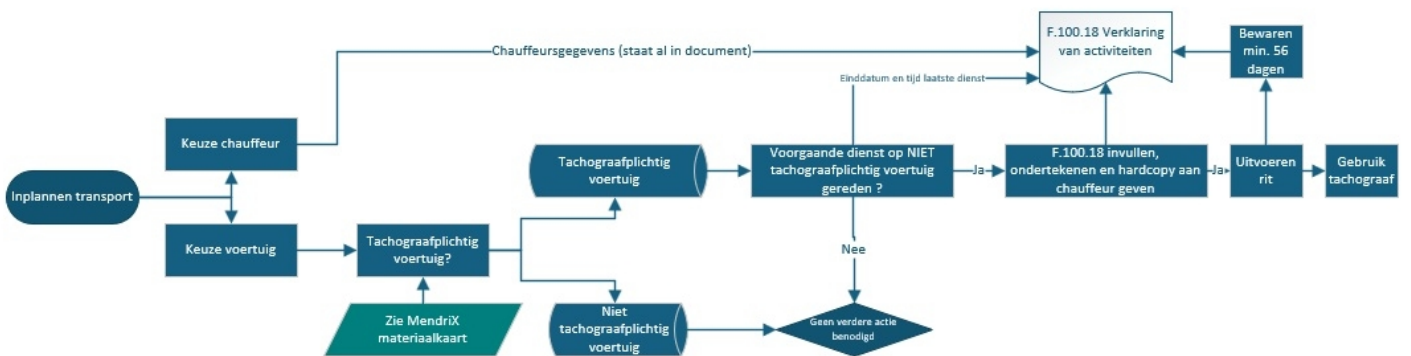 F.100.18 Verklaring
van activiteiten
Bewaren
min. 56
dagen
Chauffeursgegevens (staat al in document)
Einddatum en tijd laatste dienst
Keuze chauffeur
Tachograafplichtig
voertuig
Voorgaande dienst op NIET
tachograafplichtig voertuig
gereden ?
Ja
F.100.18 invullen,
ondertekenen en hardcopy aan
chauffeur geven
Ja
Uitvoeren
rit
Gebruik
tachograaf
Inplannen transport
Keuze voertuig
Tachograafplichtig
voertuig?
Nee
Zie MendriX
materiaalkaart
Niet
tachograafplichtig
voertuig
Geen verdere actie
benodigd